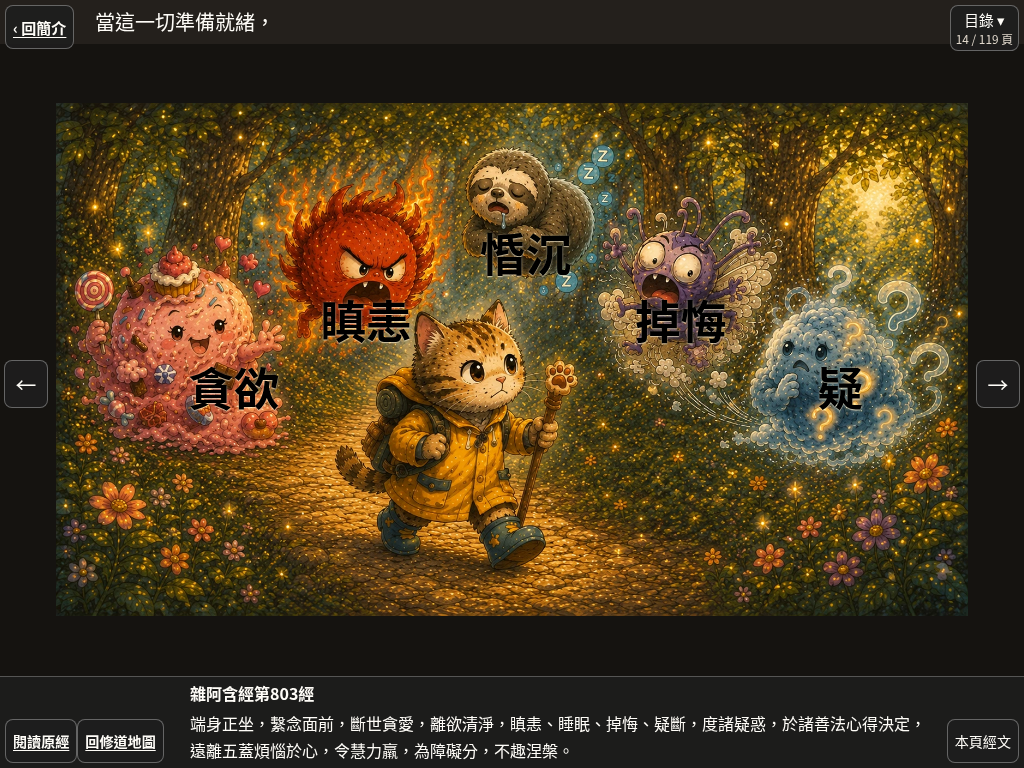 ‹ 回簡介
當這一切準備就緒，
目錄 ▾
14 / 119 頁
Z
Z
Z
惛沉
Z
瞋恚
掉悔
貪欲
疑
←
→
雜阿含經第803經
端身正坐，繫念面前，斷世貪愛，離欲清淨，瞋恚、睡眠、掉悔、疑斷，度諸疑惑，於諸善法心得決定，
遠離五蓋煩惱於心，令慧力羸，為障礙分，不趣涅槃。
閱讀原經
回修道地圖
本頁經文